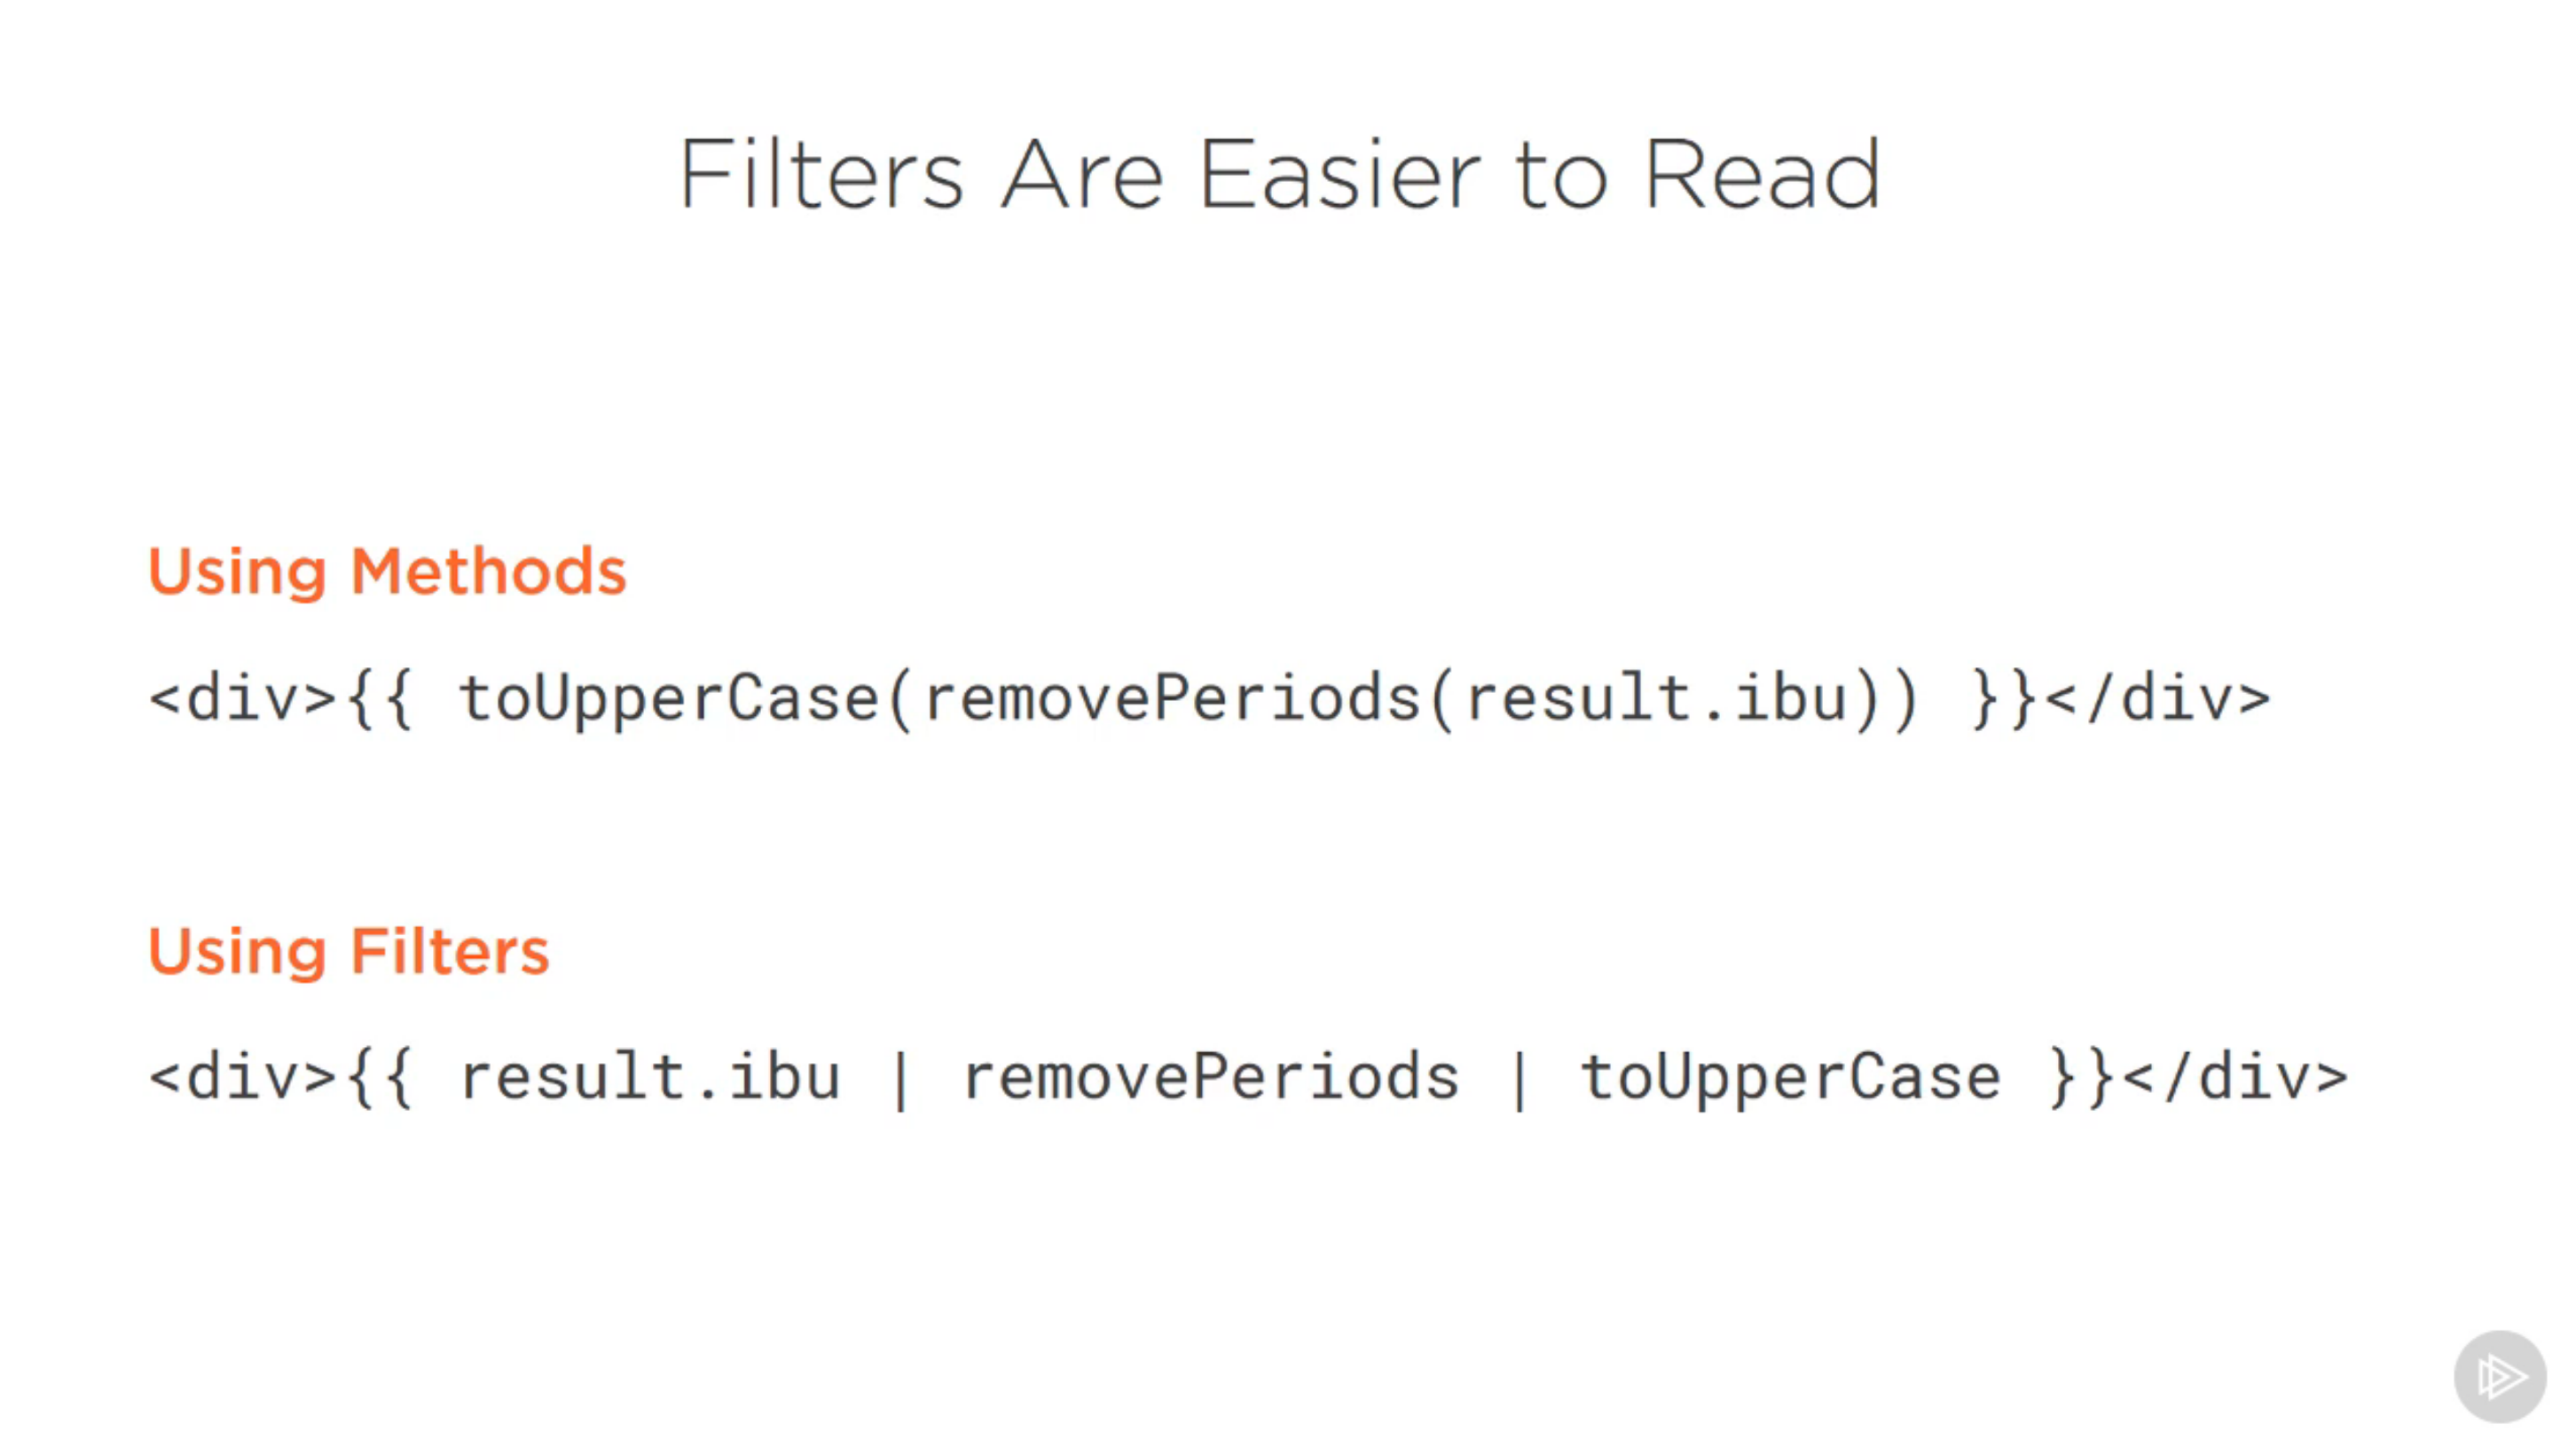 Filters Are Easier to Read
Using Methods
<div>{{ toUpperCase(removePeriods(result.ibu)) }}</div>
Using Filters
<div>{{ result.ibu | removePeriods | toUpperCase }}</div>